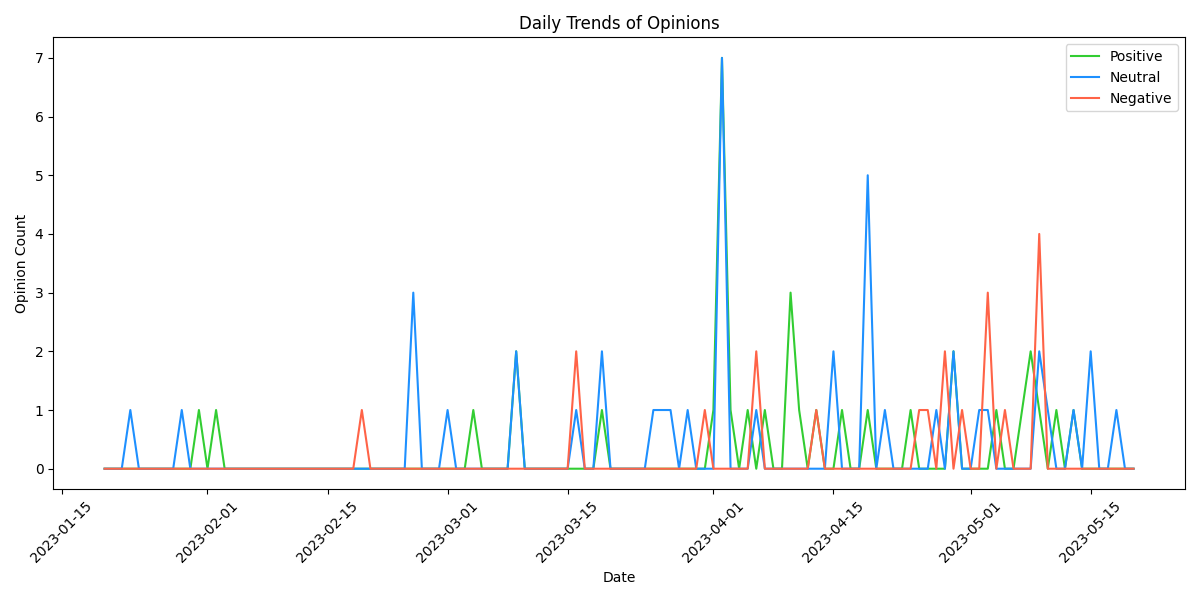 Daily Trends of Opinions
Positive
Neutral
Negative
Opinion Count
7
6
5
4
3
2
1
0
2023-01-15
2023-02-01
2023-02-15
2023-03-01
2023-03-15
2023-04-01
2023-04-15
2023-05-01
2023-05-15
Date